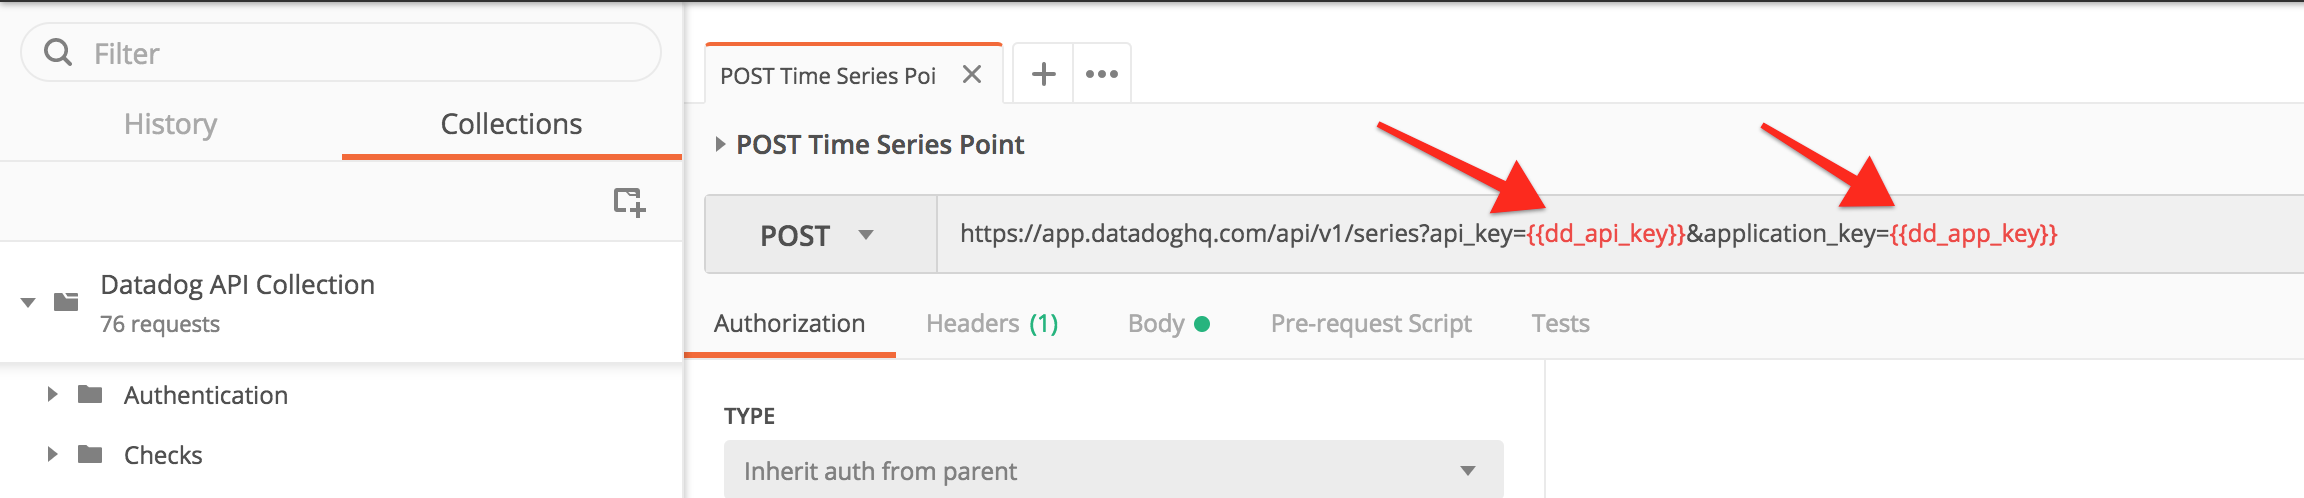 Filter
History
Collections
Datadog API Collection
76 requests
Authentication
Checks
POST Time Series Poi
POST Time Series Point
POST
https://app.datadoghq.com/api/v1/series?api_key={{dd_api_key}}&application_key={{dd_app_key}}
Authorization
Headers (1)
Body
Pre-request Script
Tests
TYPE
Inherit auth from parent